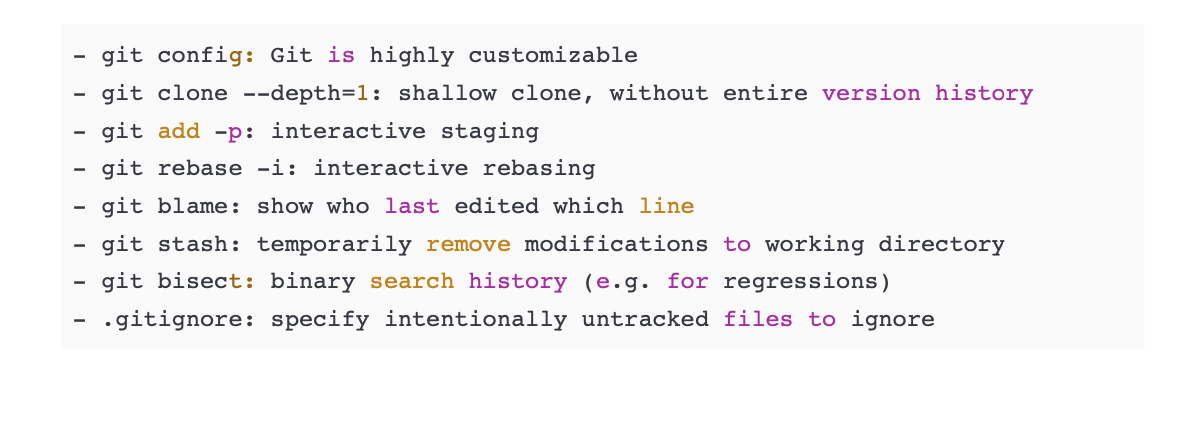 - git config: Git is highly customizable
- git clone --depth=1: shallow clone, without entire version history
- git add -p: interactive staging
- git rebase -i: interactive rebasing
- git blame: show who last edited which line
- git stash: temporarily remove modifications to working directory
- git bisect: binary search history (e.g. for regressions)
- .gitignore: specify intentionally untracked files to ignore